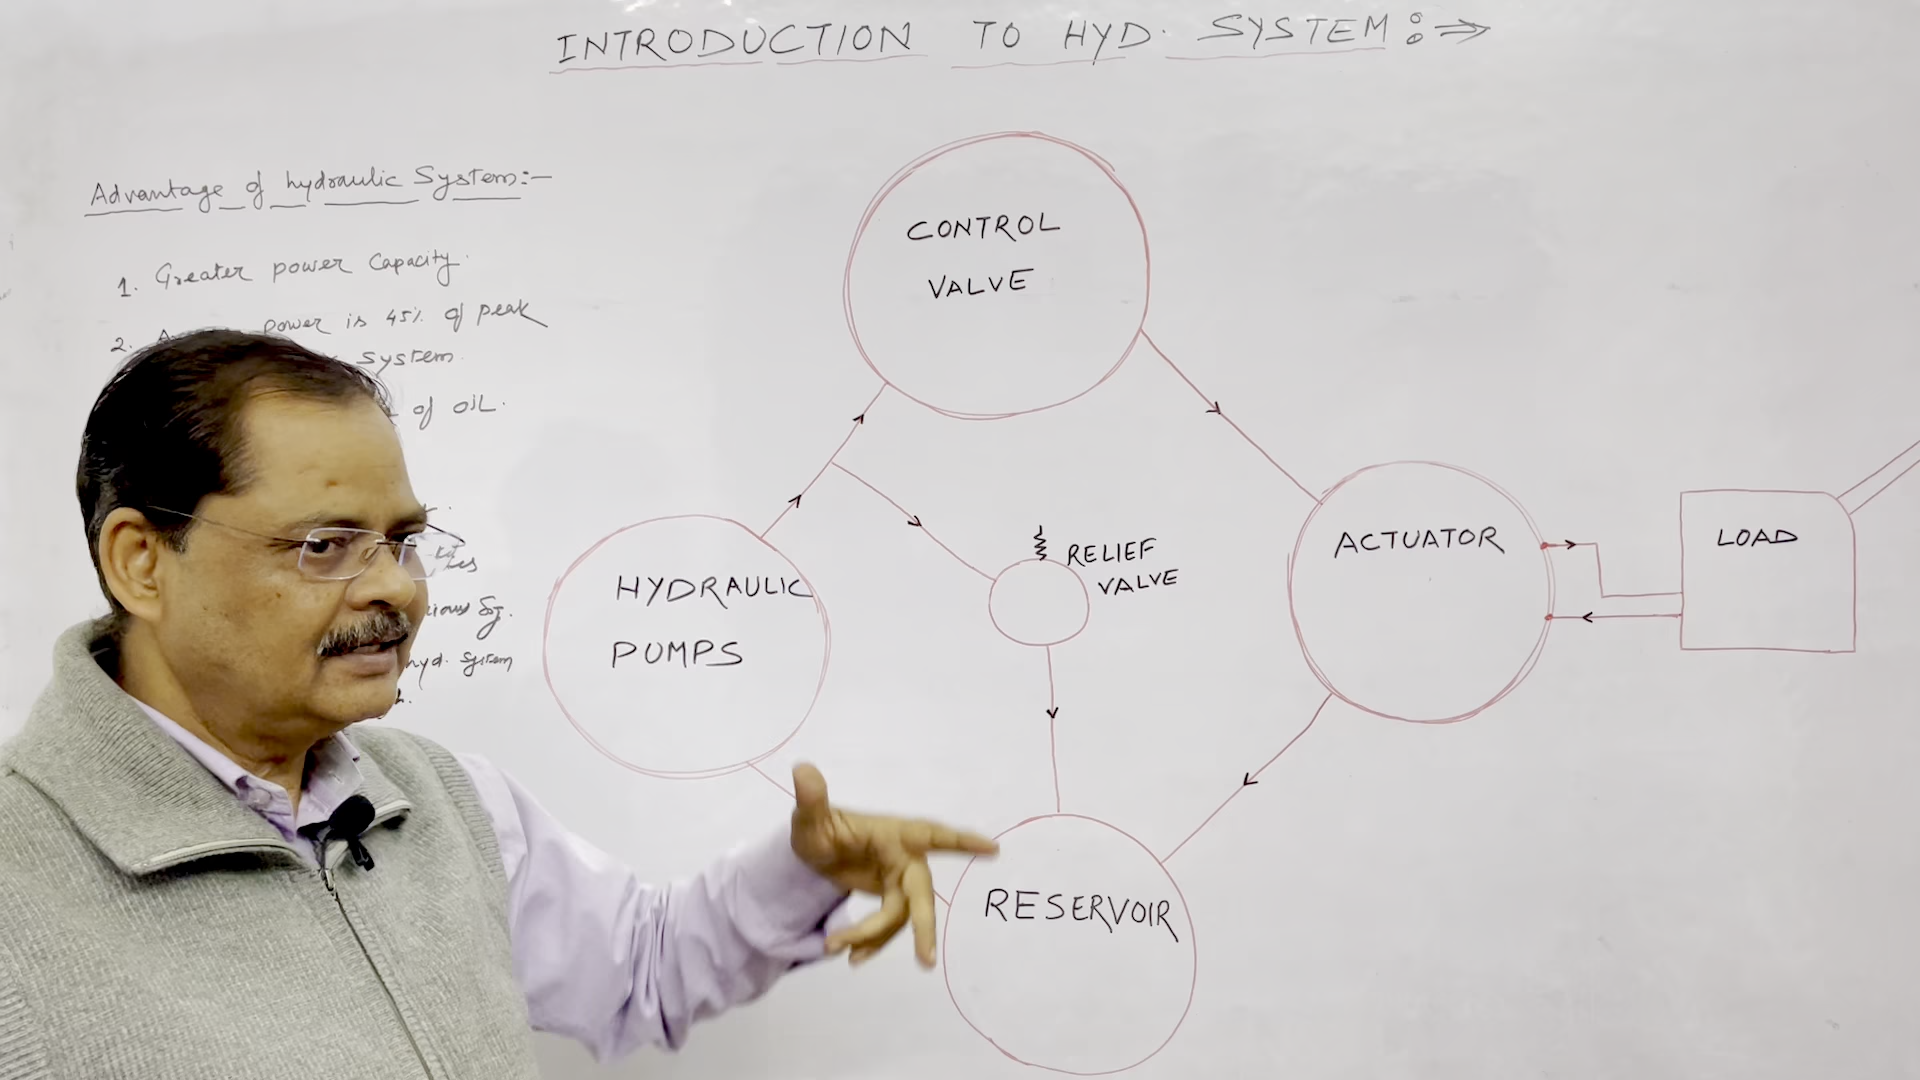 INTRODUCTION TO HYD. SYSTEM:⇒
Advantage of hydraulic System:-
1. Greater power capacity.
2. power is 45% of peak
system.
of oil.
hyd. system
CONTROL
VALVE
HYDRAULIC
PUMPS
RELIEF
VALVE
ACTUATOR
LOAD
RESERVOIR